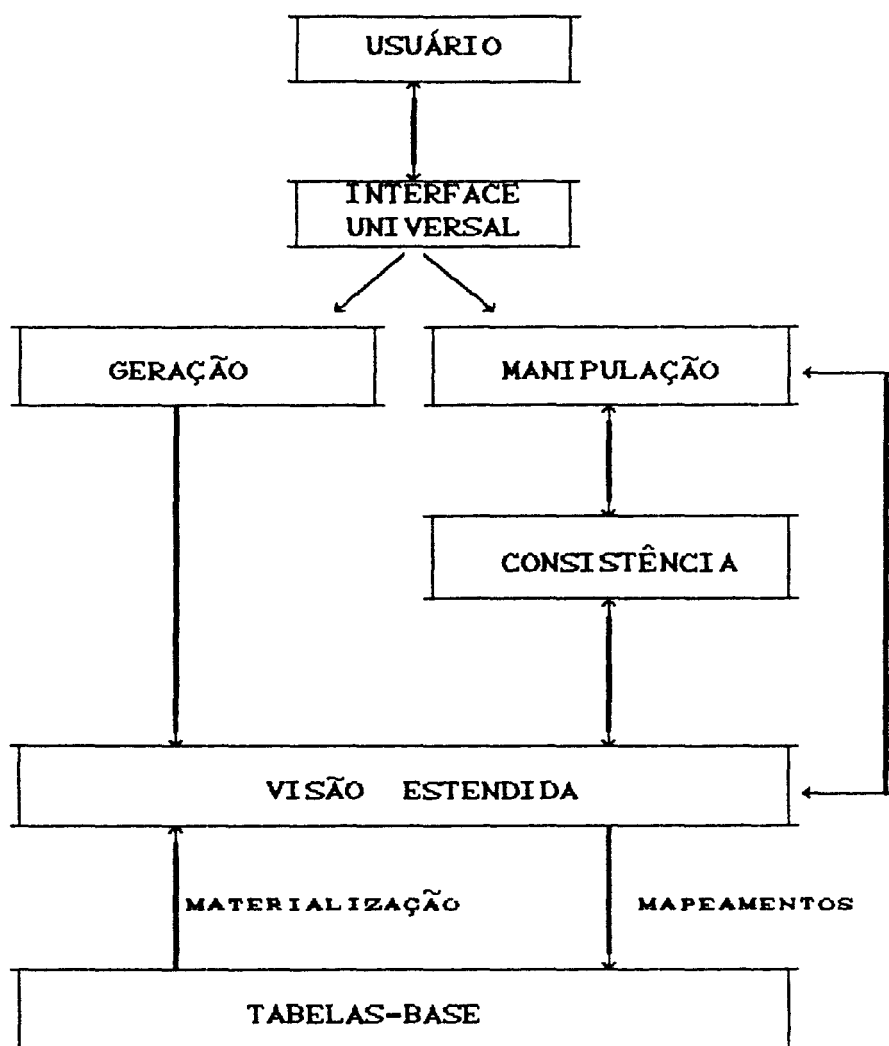 USUÁRIO
INTERFACE
UNIVERSAL
GERAÇÃO
MANIPULAÇÃO
CONSISTÊNCIA
VISÃO ESTENDIDA
MATERIALIZAÇÃO
MAPEAMENTOS
TABELAS-BASE